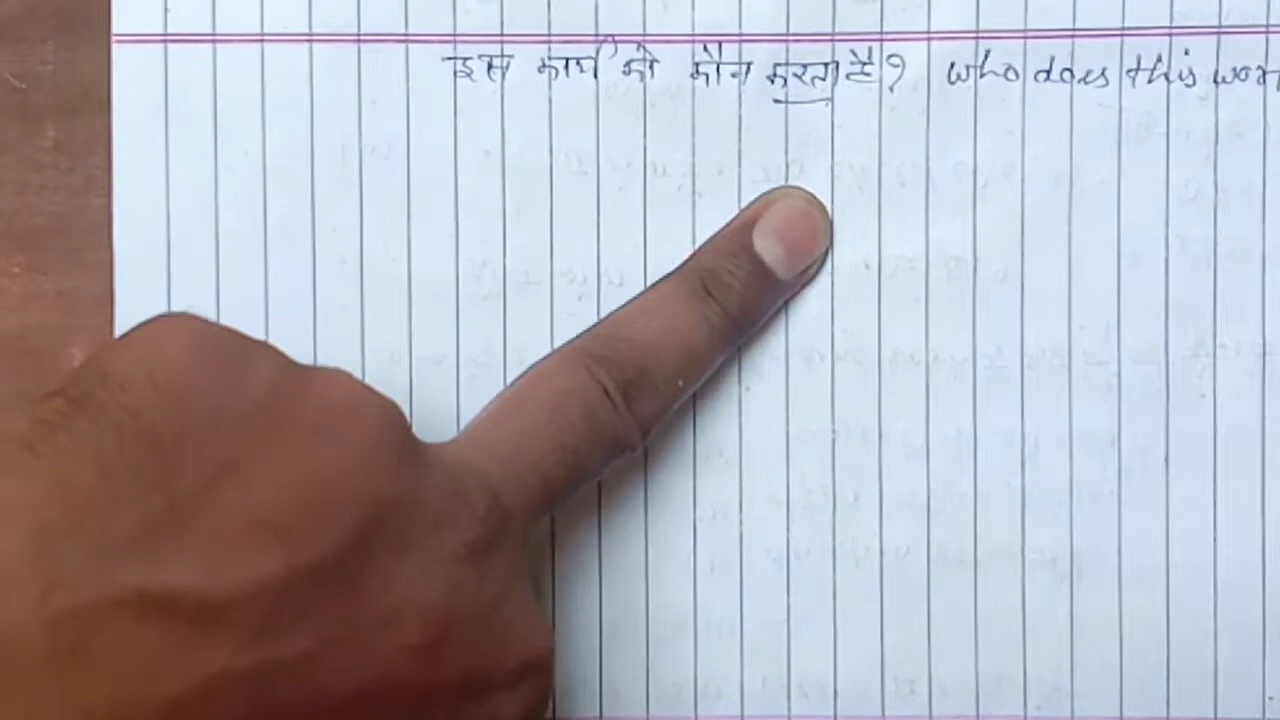 इस कार्य को कौन करता है? who does this wor